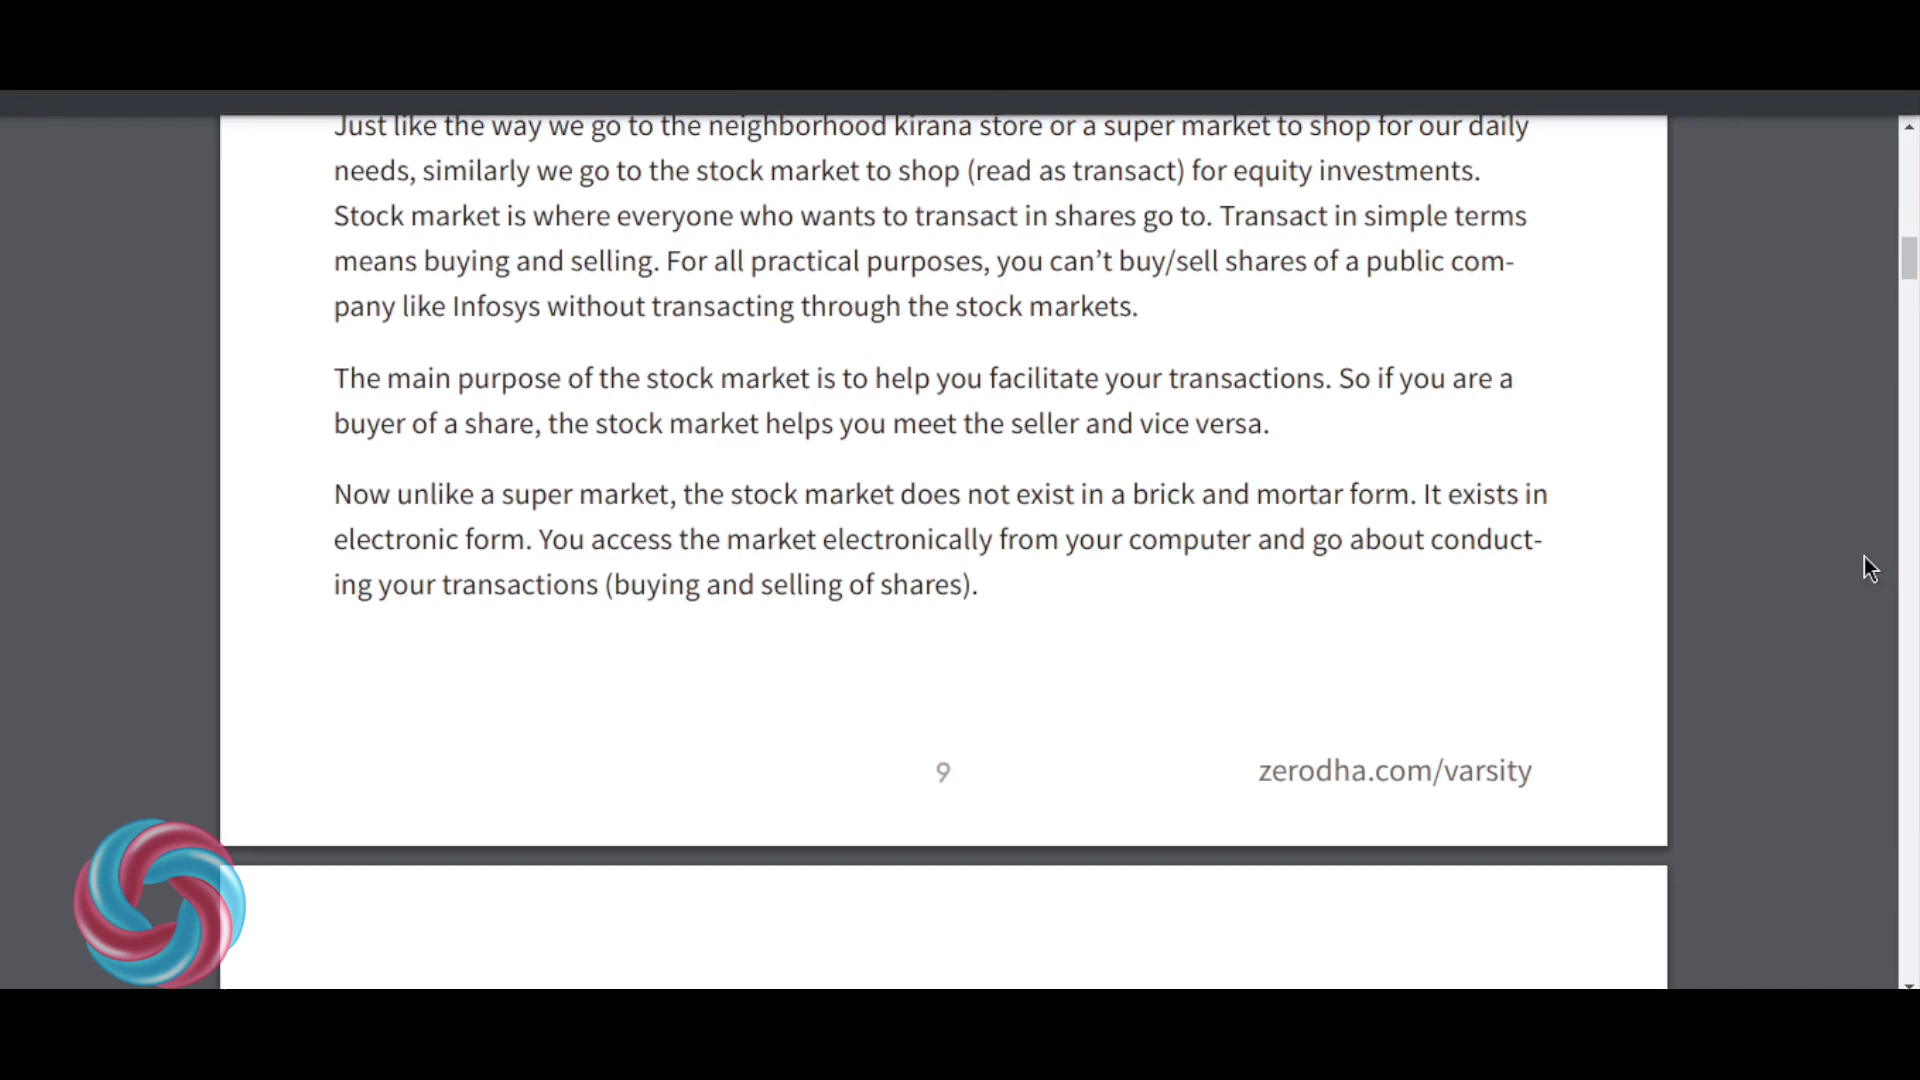 Just like the way we go to the neighborhood kirana store or a super market to shop for our daily
needs, similarly we go to the stock market to shop (read as transact) for equity investments.
Stock market is where everyone who wants to transact in shares go to. Transact in simple terms
means buying and selling. For all practical purposes, you can’t buy/sell shares of a public com-
pany like Infosys without transacting through the stock markets.
The main purpose of the stock market is to help you facilitate your transactions. So if you are a
buyer of a share, the stock market helps you meet the seller and vice versa.
Now unlike a super market, the stock market does not exist in a brick and mortar form. It exists in
electronic form. You access the market electronically from your computer and go about conduct-
ing your transactions (buying and selling of shares).
9
zerodha.com/varsity